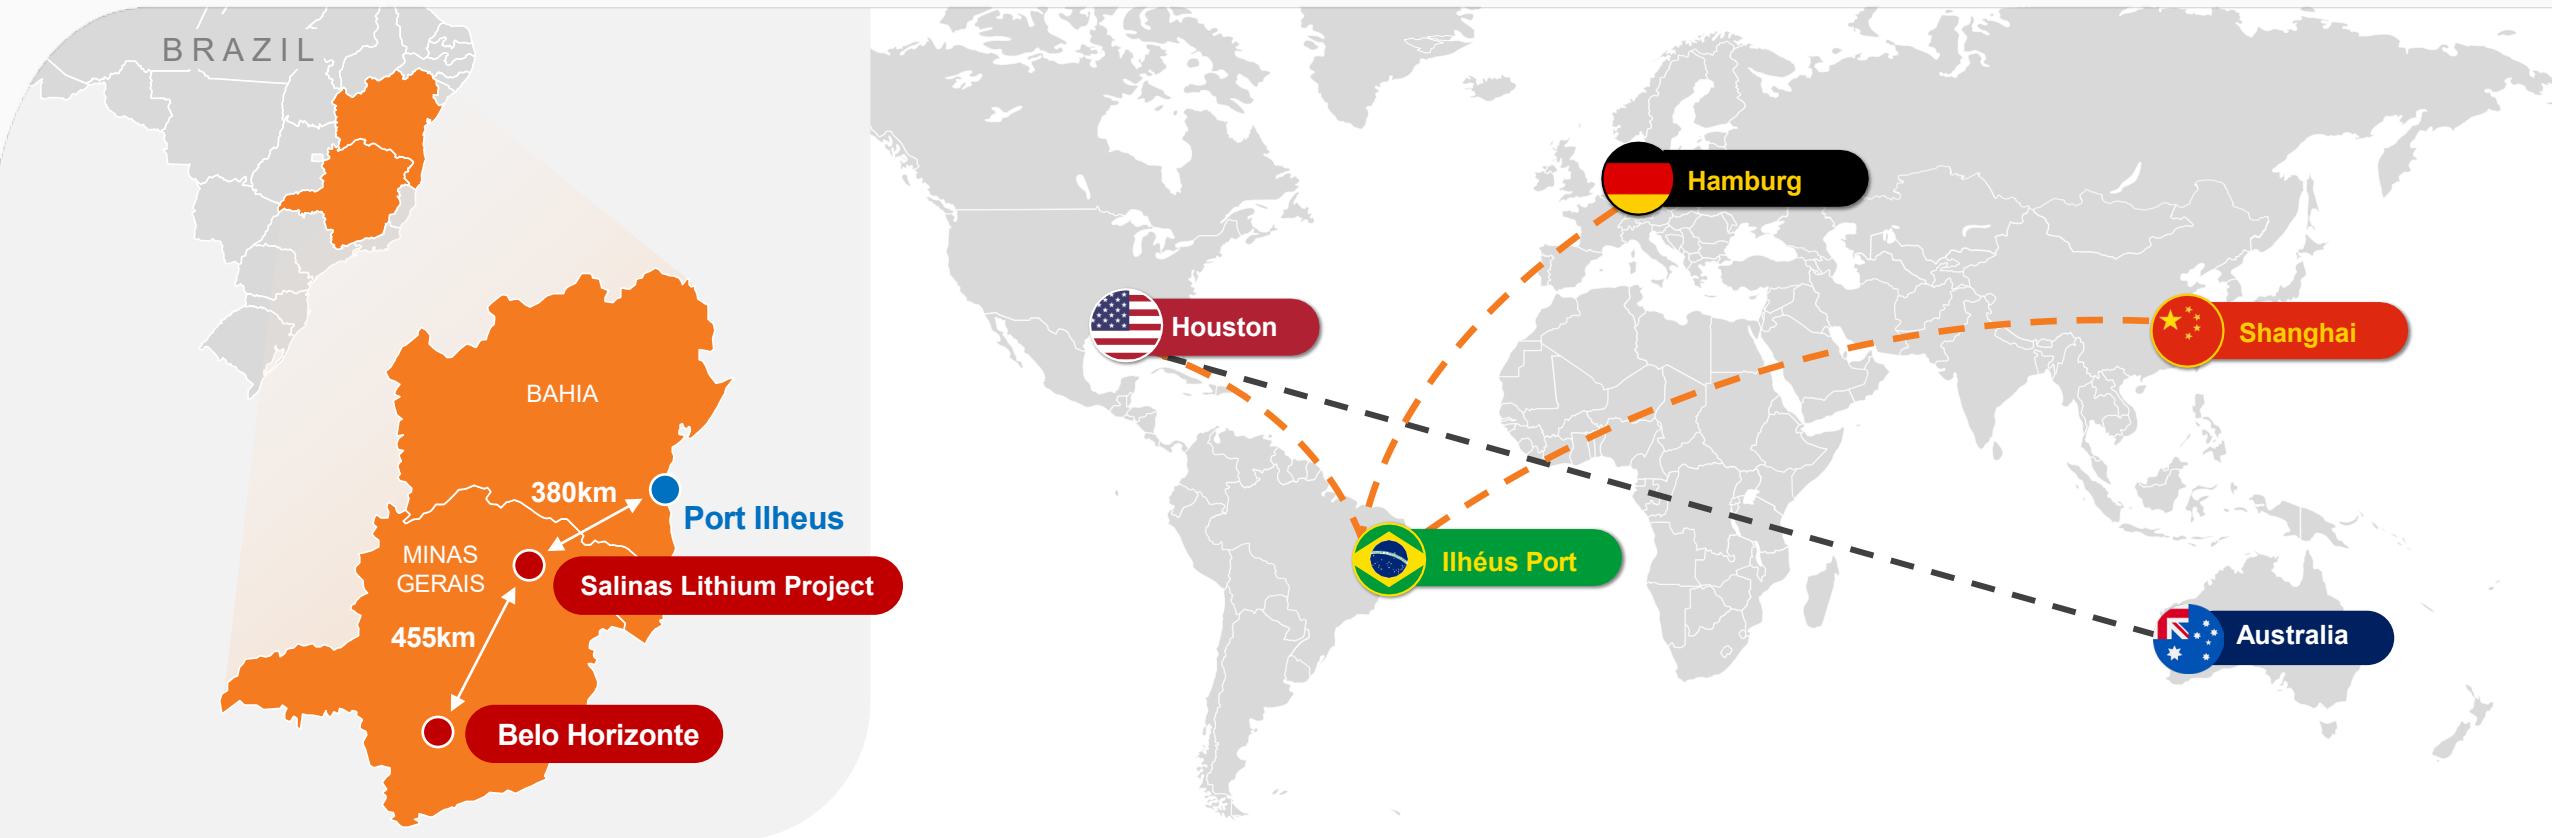 BRAZIL
BAHIA
380km
Port Ilheus
MINAS
GERAIS
Salinas Lithium Project
455km
Belo Horizonte
Hamburg
Houston
Shanghai
Ilhéus Port
Australia